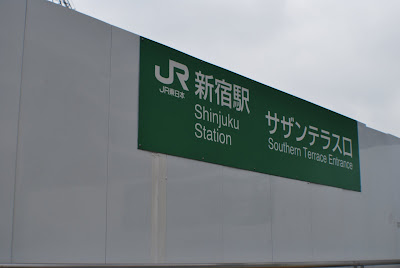 JR
JR東日本
新宿駅
Shinjuku
Station
サザンテラス口
Southern Terrace Entrance